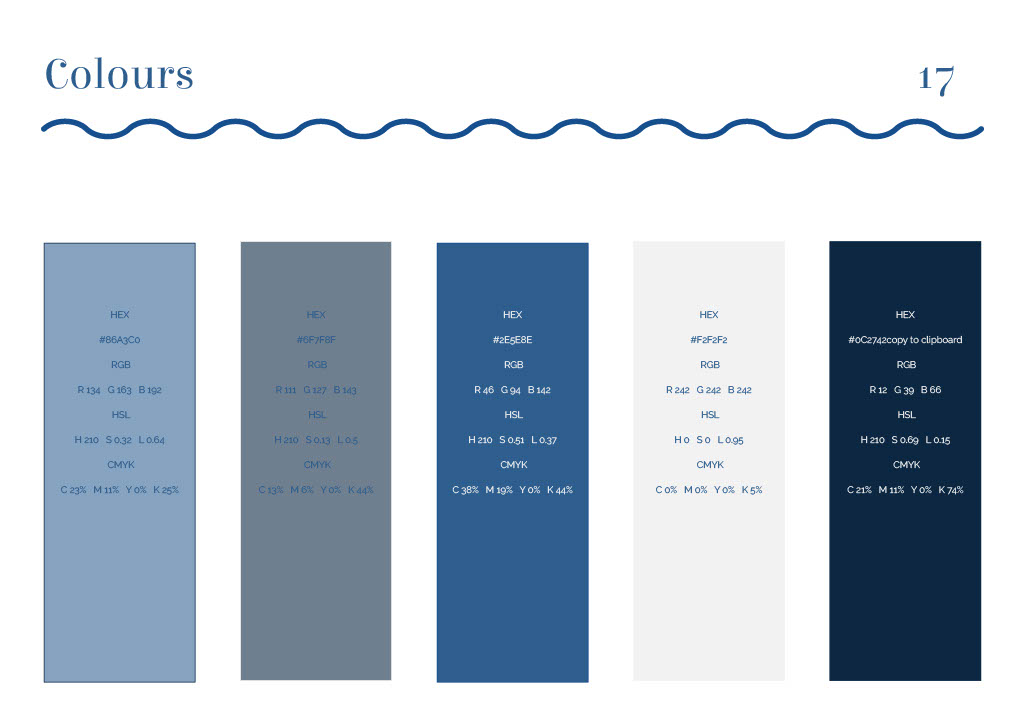 Colours
17
HEX
#86A3C0
RGB
R 134 G 163 B 192
HSL
H 210 S 0.32 L 0.64
CMYK
C 23% M 11% Y 0% K 25%
HEX
#6F7F8F
RGB
R 111 G 127 B 143
HSL
H 210 S 0.13 L 0.5
CMYK
C 13% M 6% Y 0% K 44%
HEX
#2E5E8E
RGB
R 46 G 94 B 142
HSL
H 210 S 0.51 L 0.37
CMYK
C 38% M 19% Y 0% K 44%
HEX
#F2F2F2
RGB
R 242 G 242 B 242
HSL
H 0 S 0 L 0.95
CMYK
C 0% M 0% Y 0% K 5%
HEX
#0C2742copy to clipboard
RGB
R 12 G 39 B 66
HSL
H 210 S 0.69 L 0.15
CMYK
C 21% M 11% Y 0% K 74%